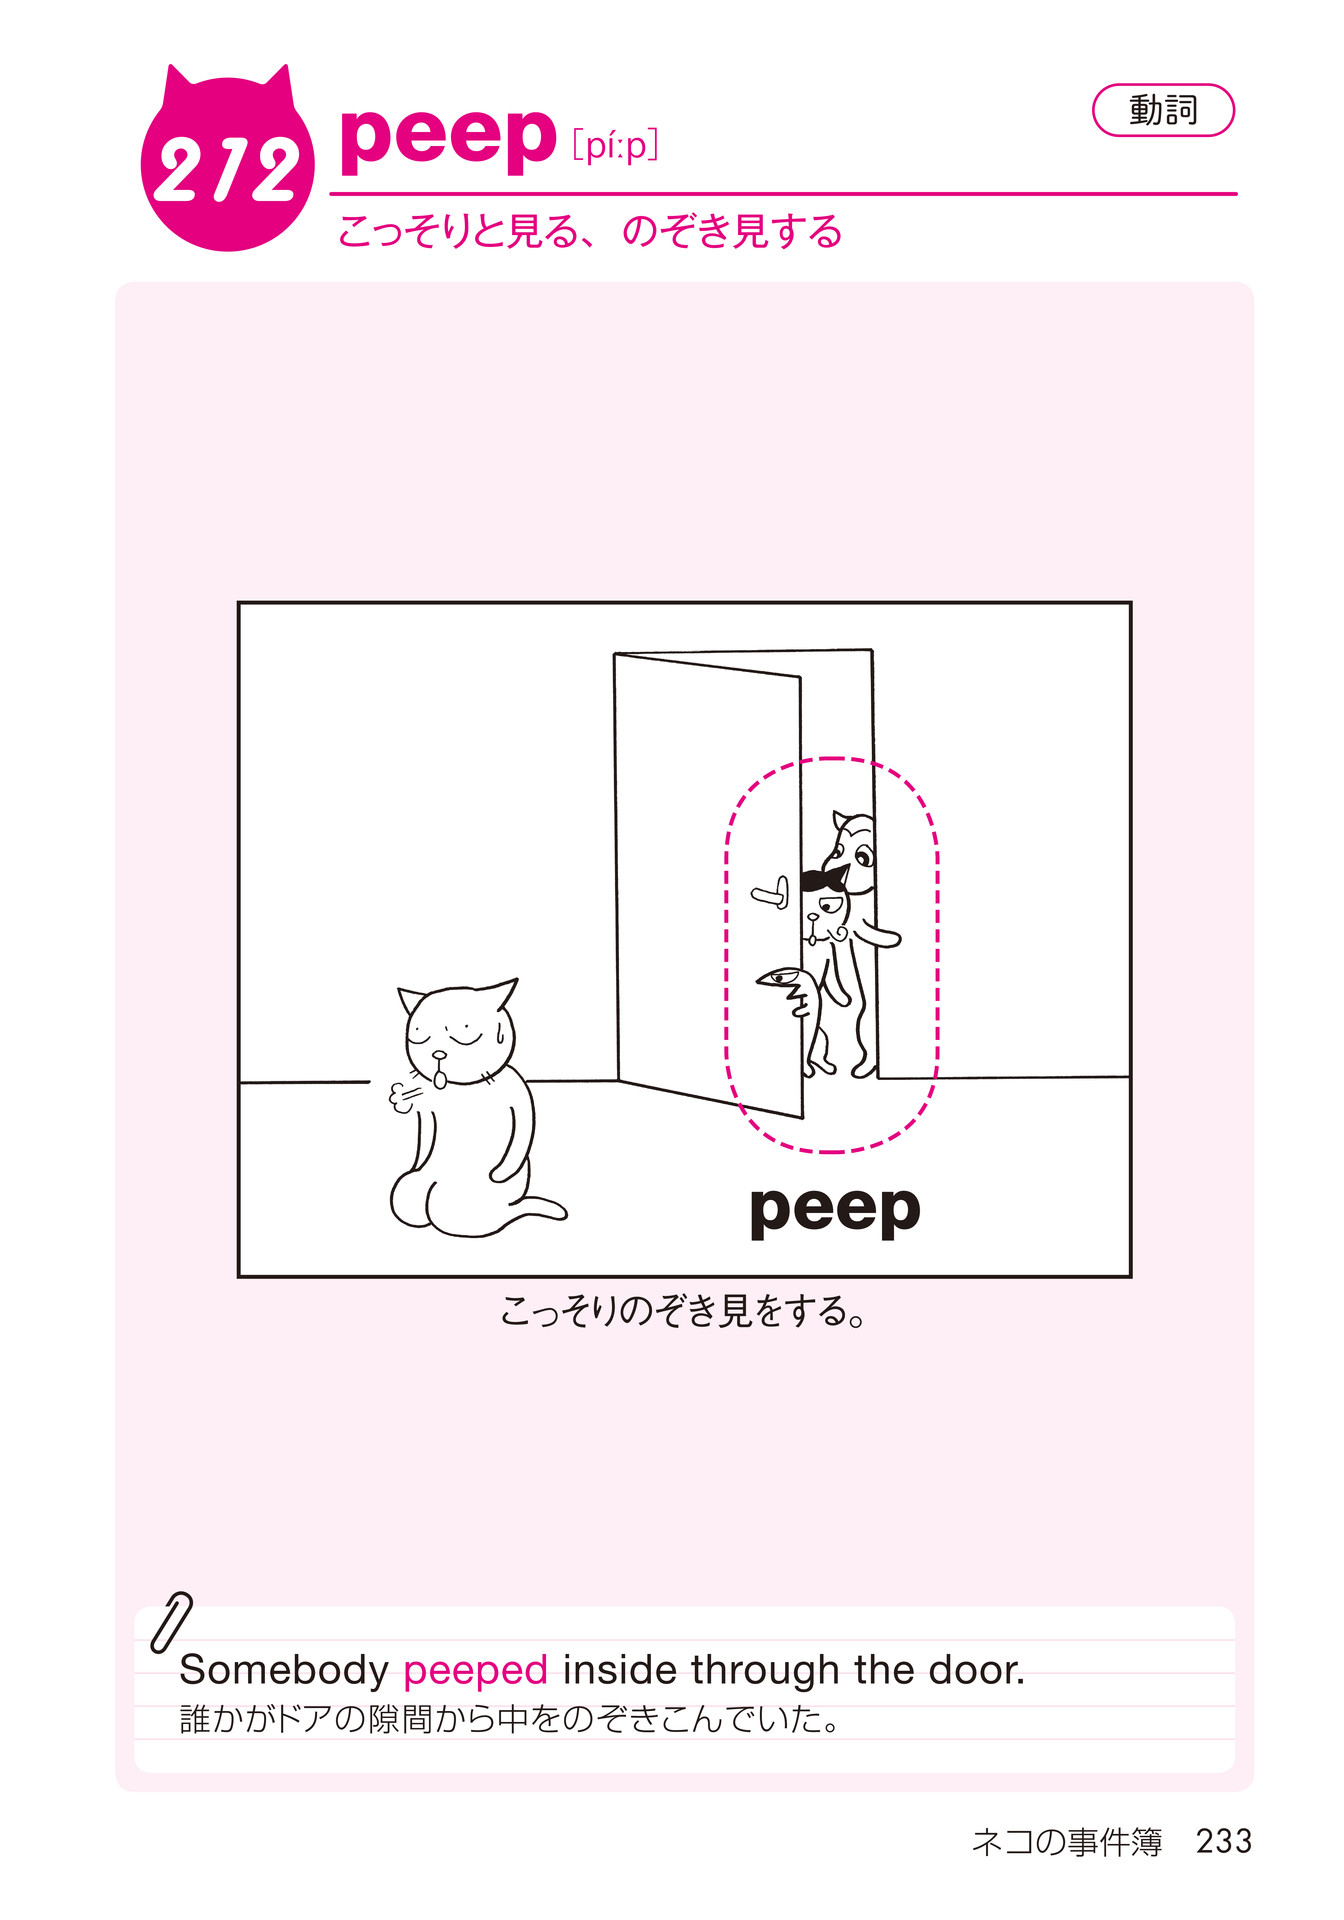 212
peep [píːp]
動詞
こっそりと見る、のぞき見する
peep
こっそりのぞき見をする。
Somebody peeped inside through the door.
誰かがドアの隙間から中をのぞきこんでいた。
ネコの事件簿 233